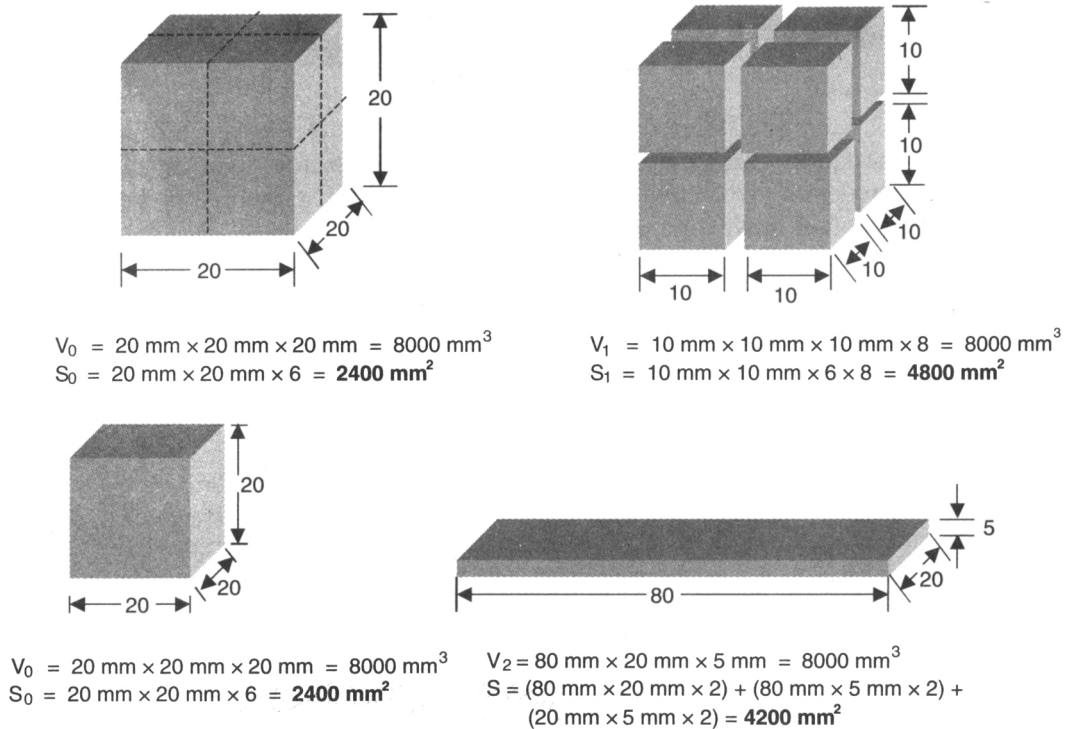 20
20
20
10
10
10
10
10
10
V₀ = 20 mm × 20 mm × 20 mm = 8000 mm³
S₀ = 20 mm × 20 mm × 6 = 2400 mm²
V₁ = 10 mm × 10 mm × 10 mm × 8 = 8000 mm³
S₁ = 10 mm × 10 mm × 6 × 8 = 4800 mm²
20
20
20
5
20
80
V₀ = 20 mm × 20 mm × 20 mm = 8000 mm³
S₀ = 20 mm × 20 mm × 6 = 2400 mm²
V₂ = 80 mm × 20 mm × 5 mm = 8000 mm³
S = (80 mm × 20 mm × 2) + (80 mm × 5 mm × 2) +
(20 mm × 5 mm × 2) = 4200 mm²